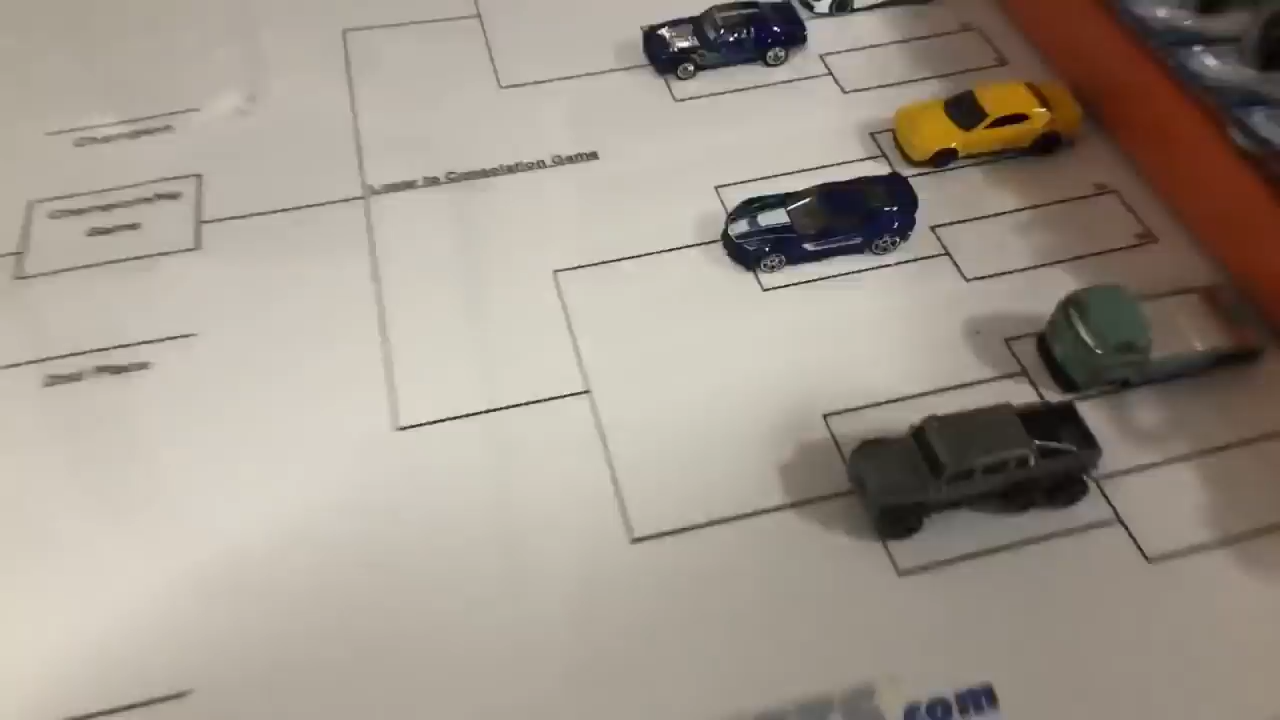 Champion
Loser to Consolation Game
Championship
Game
2nd Place
.com